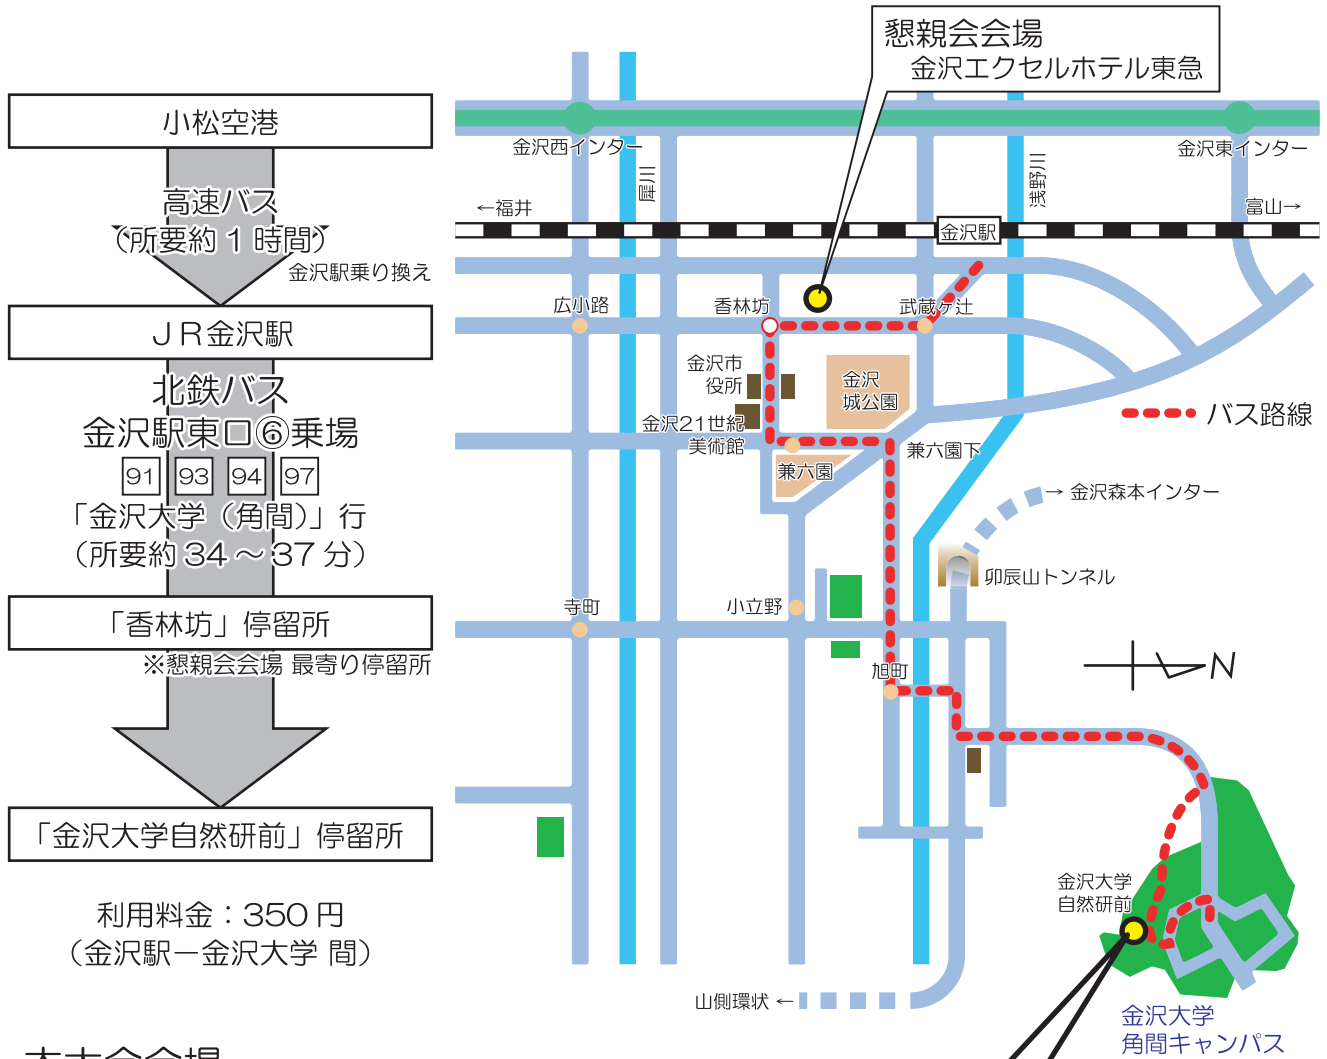 小松空港
高速バス
（所要約 1 時間）
金沢駅乗り換え
ＪＲ金沢駅
北鉄バス
金沢駅東口⑥乗場
91 93 94 97
「金沢大学（角間）」行
（所要約 34 ～ 37 分）
「香林坊」停留所
※懇親会会場 最寄り停留所
「金沢大学自然研前」停留所
利用料金：350 円
（金沢駅－金沢大学 間）
懇親会会場
金沢エクセルホテル東急
金沢西インター
犀川
浅野川
金沢東インター
←福井
金沢駅
富山→
広小路
香林坊
武蔵ヶ辻
金沢市
役所
金沢
城公園
金沢21世紀
美術館
兼六園
兼六園下
バス路線
→ 金沢森本インター
卯辰山トンネル
寺町
小立野
旭町
N
金沢大学
自然研前
山側環状 ←
金沢大学
角間キャンパス